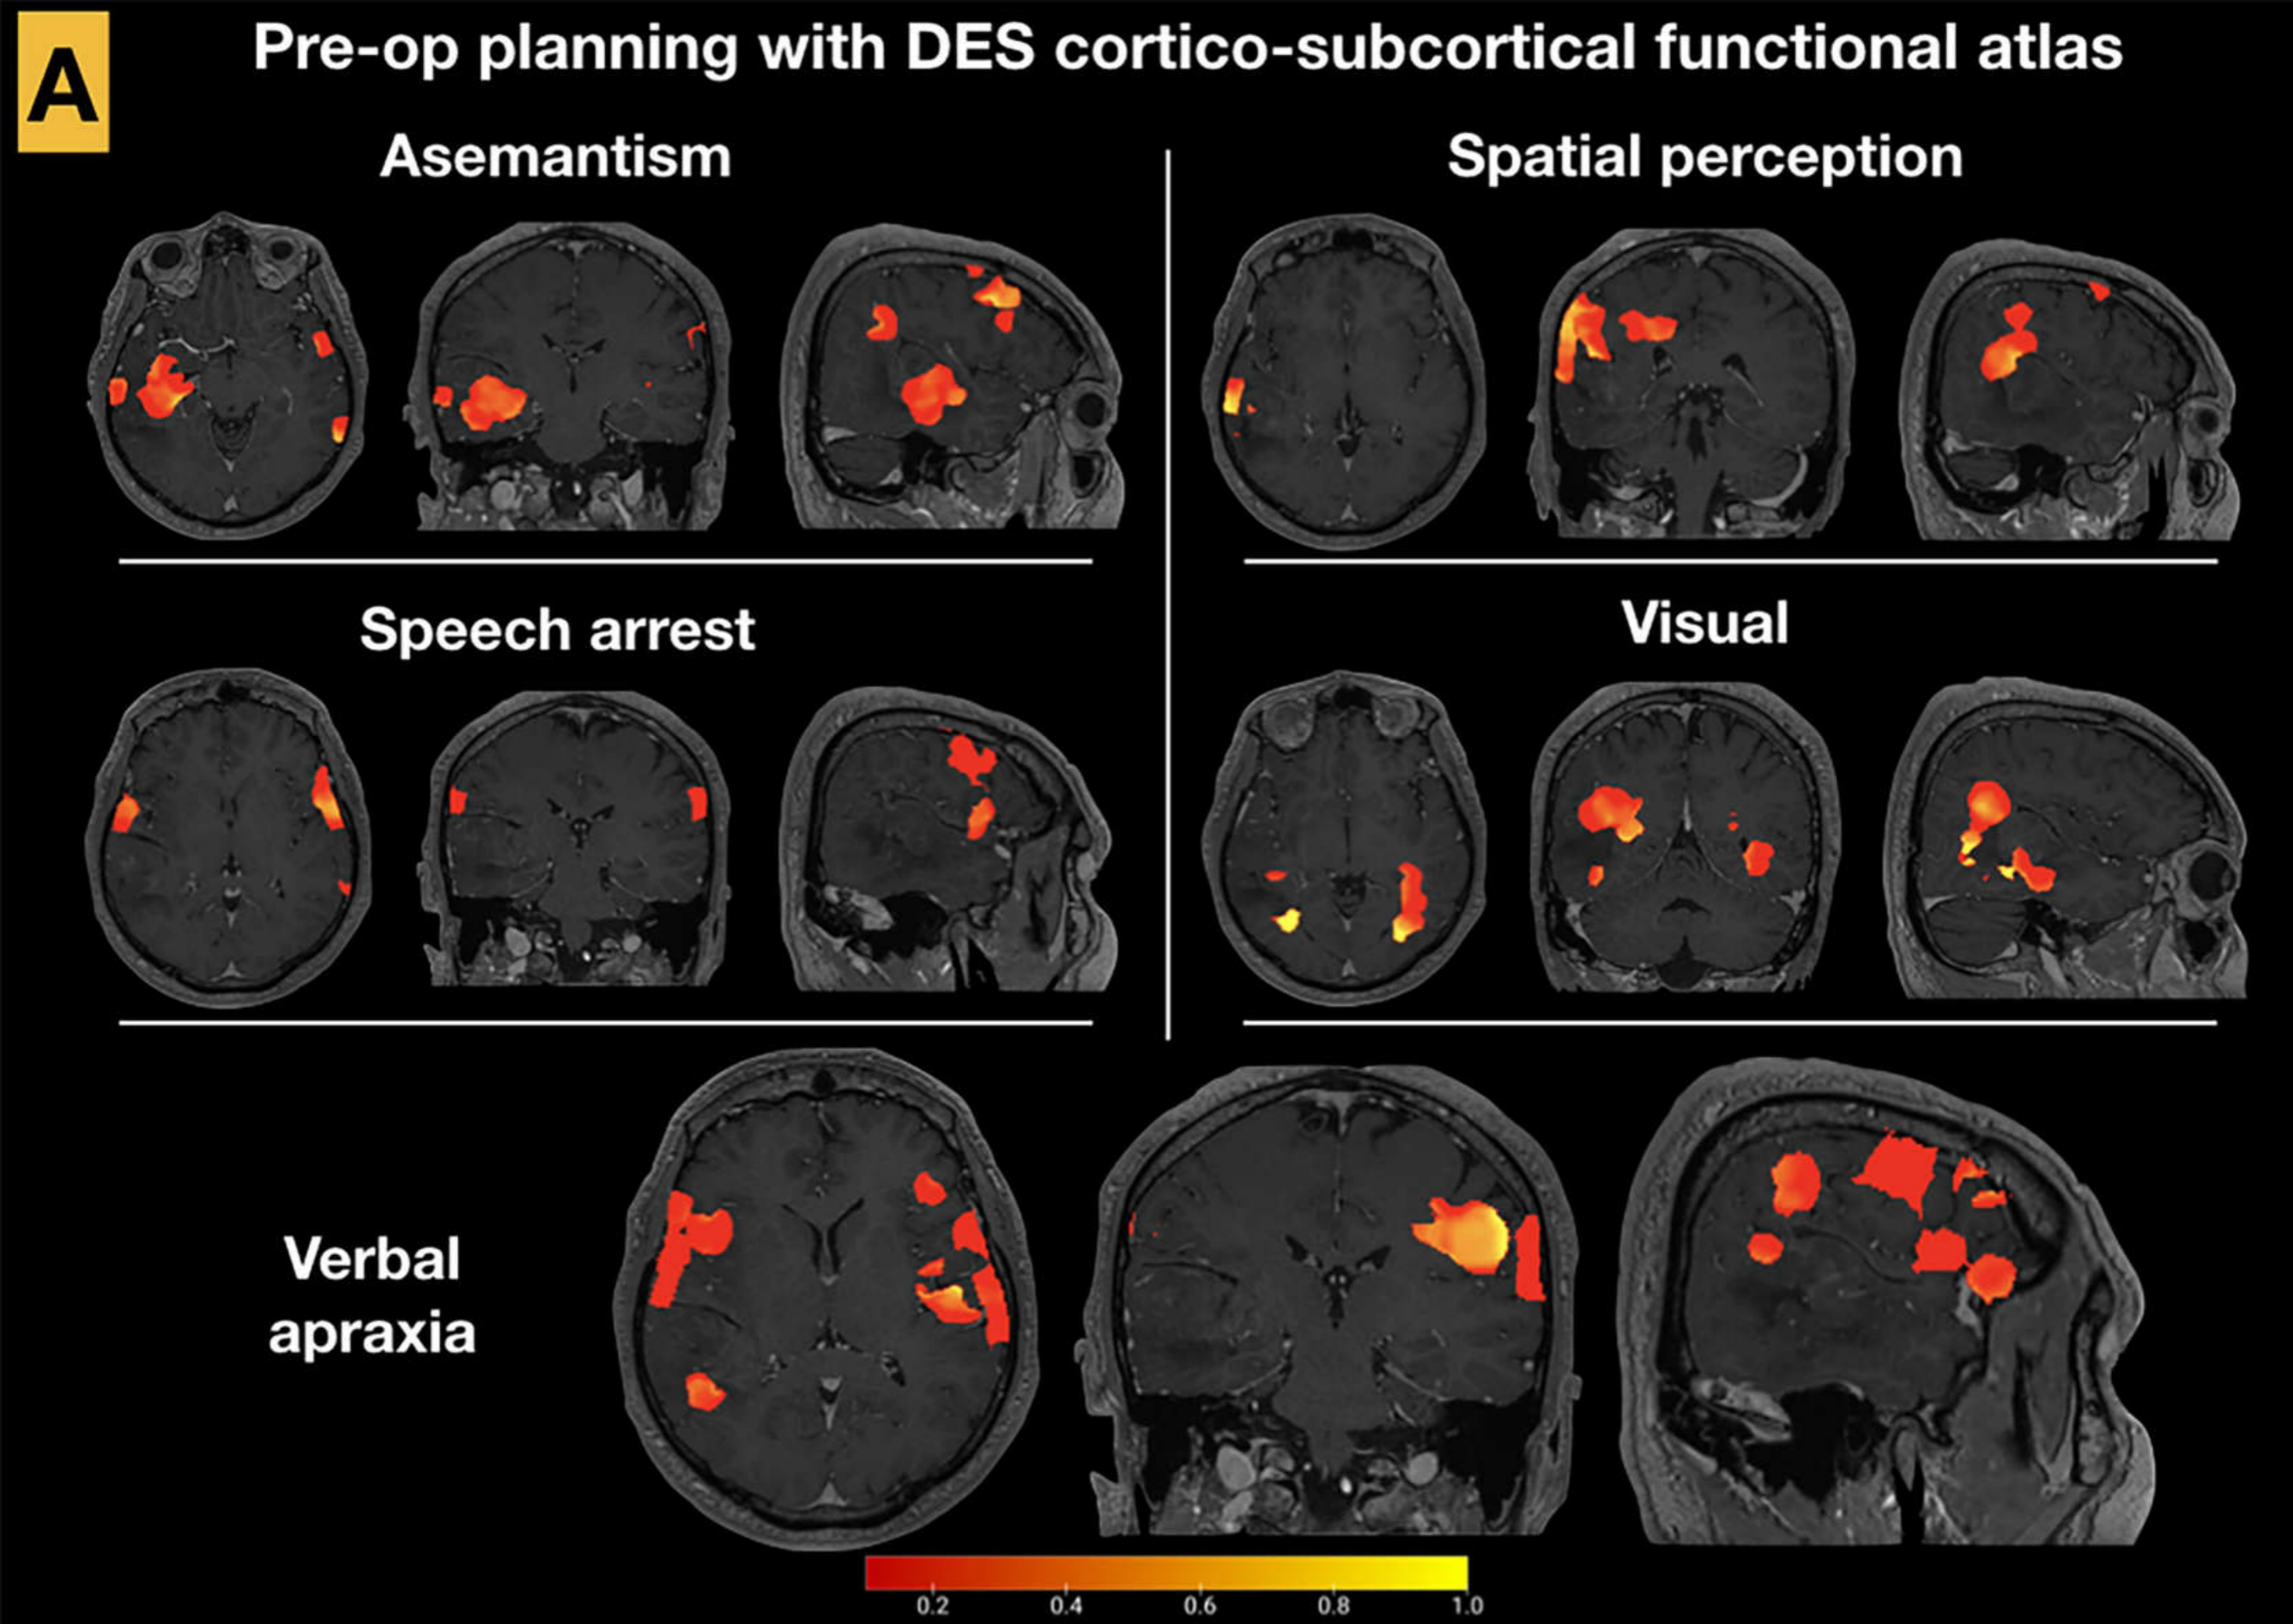 A
Pre-op planning with DES cortico-subcortical functional atlas
Asemantism
Spatial perception
Speech arrest
Visual
Verbal
apraxia
0.2 0.4 0.6 0.8 1.0